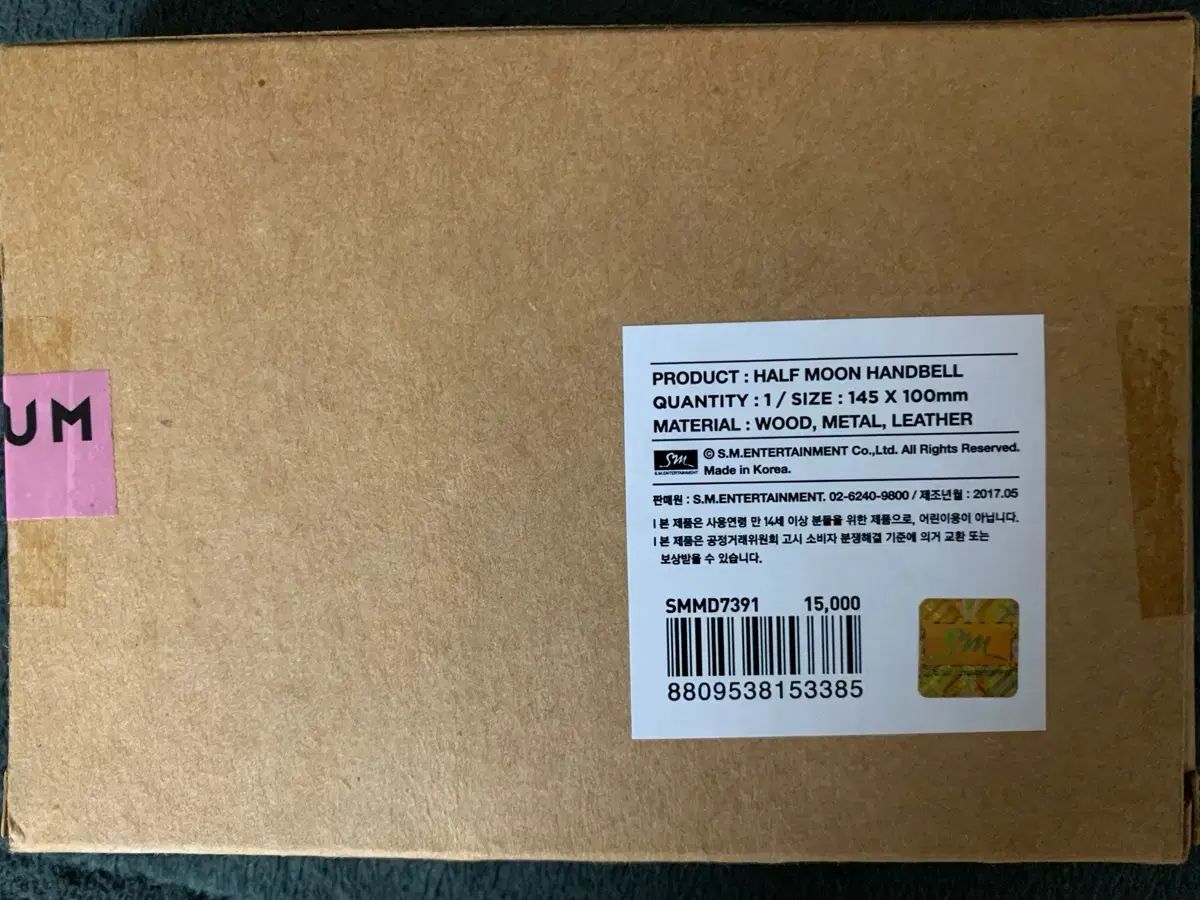 UM
PRODUCT : HALF MOON HANDBELL
QUANTITY : 1 / SIZE : 145 X 100mm
MATERIAL : WOOD, METAL, LEATHER
SM
S.M.ENTERTAINMENT
© S.M.ENTERTAINMENT Co.,Ltd. All Rights Reserved.
Made in Korea.
판매원 : S.M.ENTERTAINMENT. 02-6240-9800 / 제조년월 : 2017.05
l 본 제품은 사용연령 만 14세 이상 분들을 위한 제품으로, 어린이용이 아닙니다.
l 본 제품은 공정거래위원회 고시 소비자 분쟁해결 기준에 의거 교환 또는
보상받을 수 있습니다.
SMMD7391 15,000
8809538153385
SM